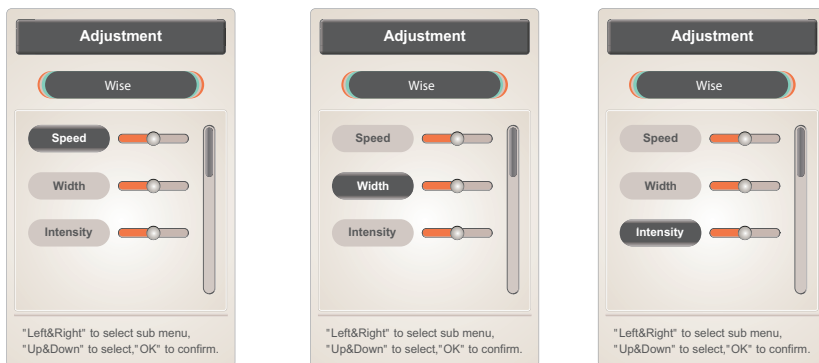 Adjustment
Wise
Speed
Width
Intensity
"Left&Right" to select sub menu,
"Up&Down" to select,"OK" to confirm.
Adjustment
Wise
Speed
Width
Intensity
"Left&Right" to select sub menu,
"Up&Down" to select,"OK" to confirm.
Adjustment
Wise
Speed
Width
Intensity
"Left&Right" to select sub menu,
"Up&Down" to select,"OK" to confirm.